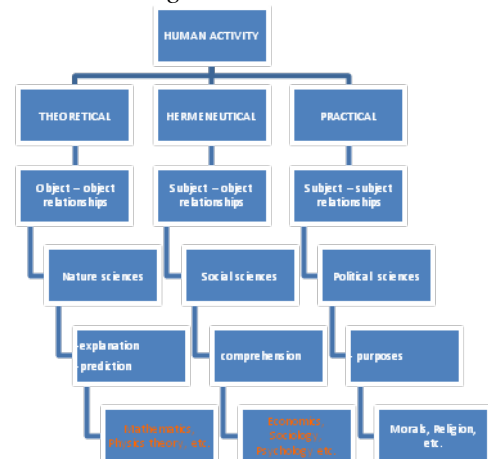 HUMAN ACTIVITY
THEORETICAL
HERMENEUTICAL
PRACTICAL
Object – object
relationships
Subject – object
relationships
Subject – subject
relationships
Nature sciences
Social sciences
Political sciences
-explanation
-prediction
comprehension
- purposes
Mathematics,
Physics theory, etc.
Economics
Sociology
Psychology, etc.
Morals, Religion,
etc.